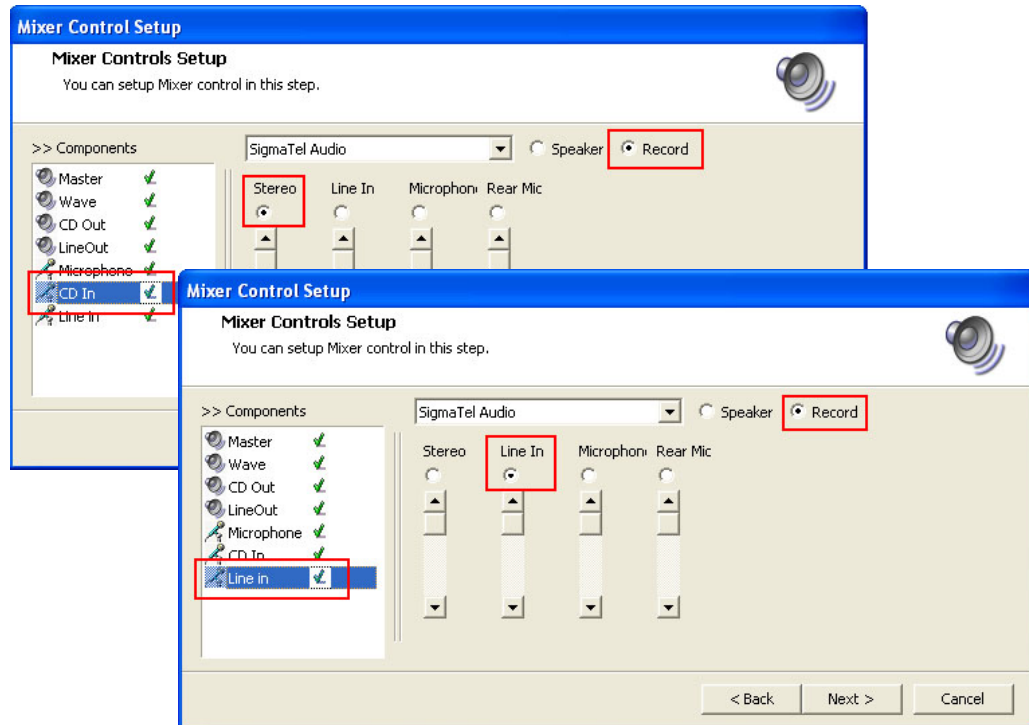 Mixer Control Setup
Mixer Controls Setup
You can setup Mixer control in this step.
>> Components
SigmaTel Audio
Speaker
Record
Master
Wave
CD Out
LineOut
Microphone
CD In
Line in
Stereo
Line In
Microphon
Rear Mic
Mixer Control Setup
Mixer Controls Setup
You can setup Mixer control in this step.
>> Components
SigmaTel Audio
Speaker
Record
Master
Wave
CD Out
LineOut
Microphone
CD In
Line in
Stereo
Line In
Microphon
Rear Mic
< Back
Next >
Cancel